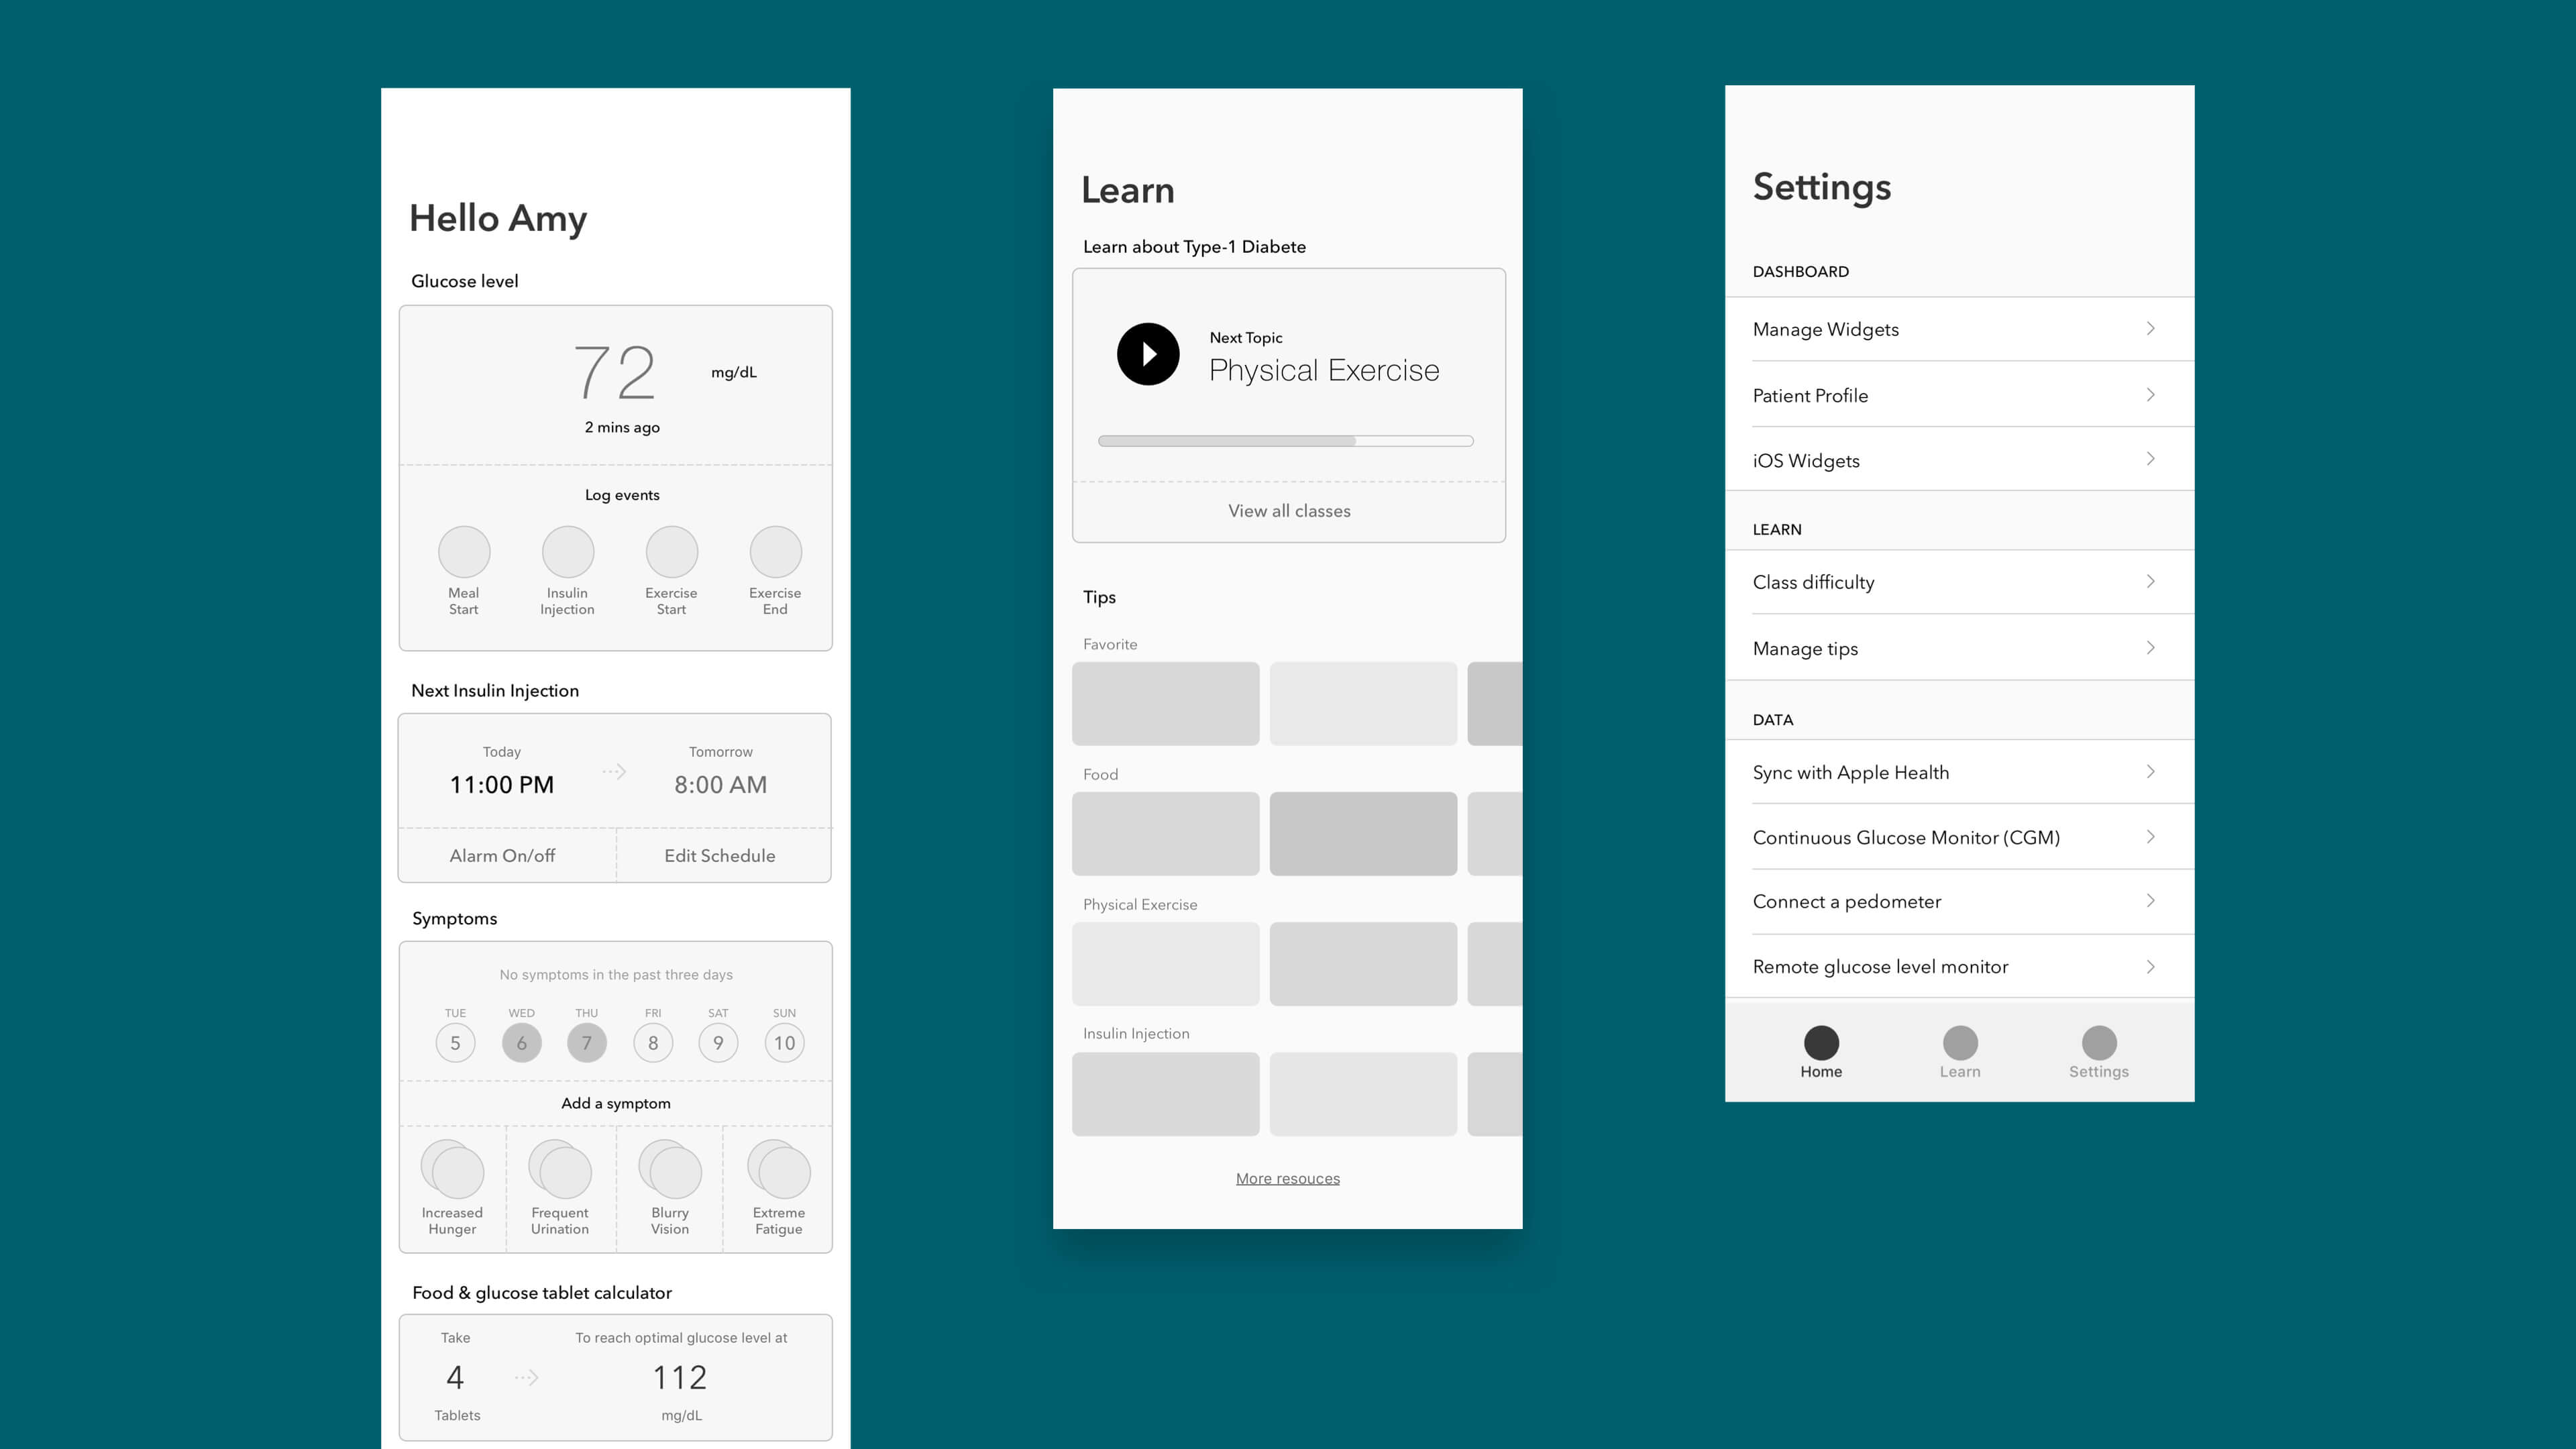 Hello Amy
Glucose level
72 mg/dL
2 mins ago
Log events
Meal Start
Insulin Injection
Exercise Start
Exercise End
Next Insulin Injection
Today
11:00 PM
Tomorrow
8:00 AM
Alarm On/off
Edit Schedule
Symptoms
No symptoms in the past three days
TUE WED THU FRI SAT SUN
5 6 7 8 9 10
Add a symptom
Increased Hunger
Frequent Urination
Blurry Vision
Extreme Fatigue
Food & glucose tablet calculator
Take
4
Tablets
To reach optimal glucose level at
112
mg/dL
Learn
Learn about Type-1 Diabete
Next Topic
Physical Exercise
View all classes
Tips
Favorite
Food
Physical Exercise
Insulin Injection
More resouces
Settings
DASHBOARD
Manage Widgets
Patient Profile
iOS Widgets
LEARN
Class difficulty
Manage tips
DATA
Sync with Apple Health
Continuous Glucose Monitor (CGM)
Connect a pedometer
Remote glucose level monitor
Home Learn Settings